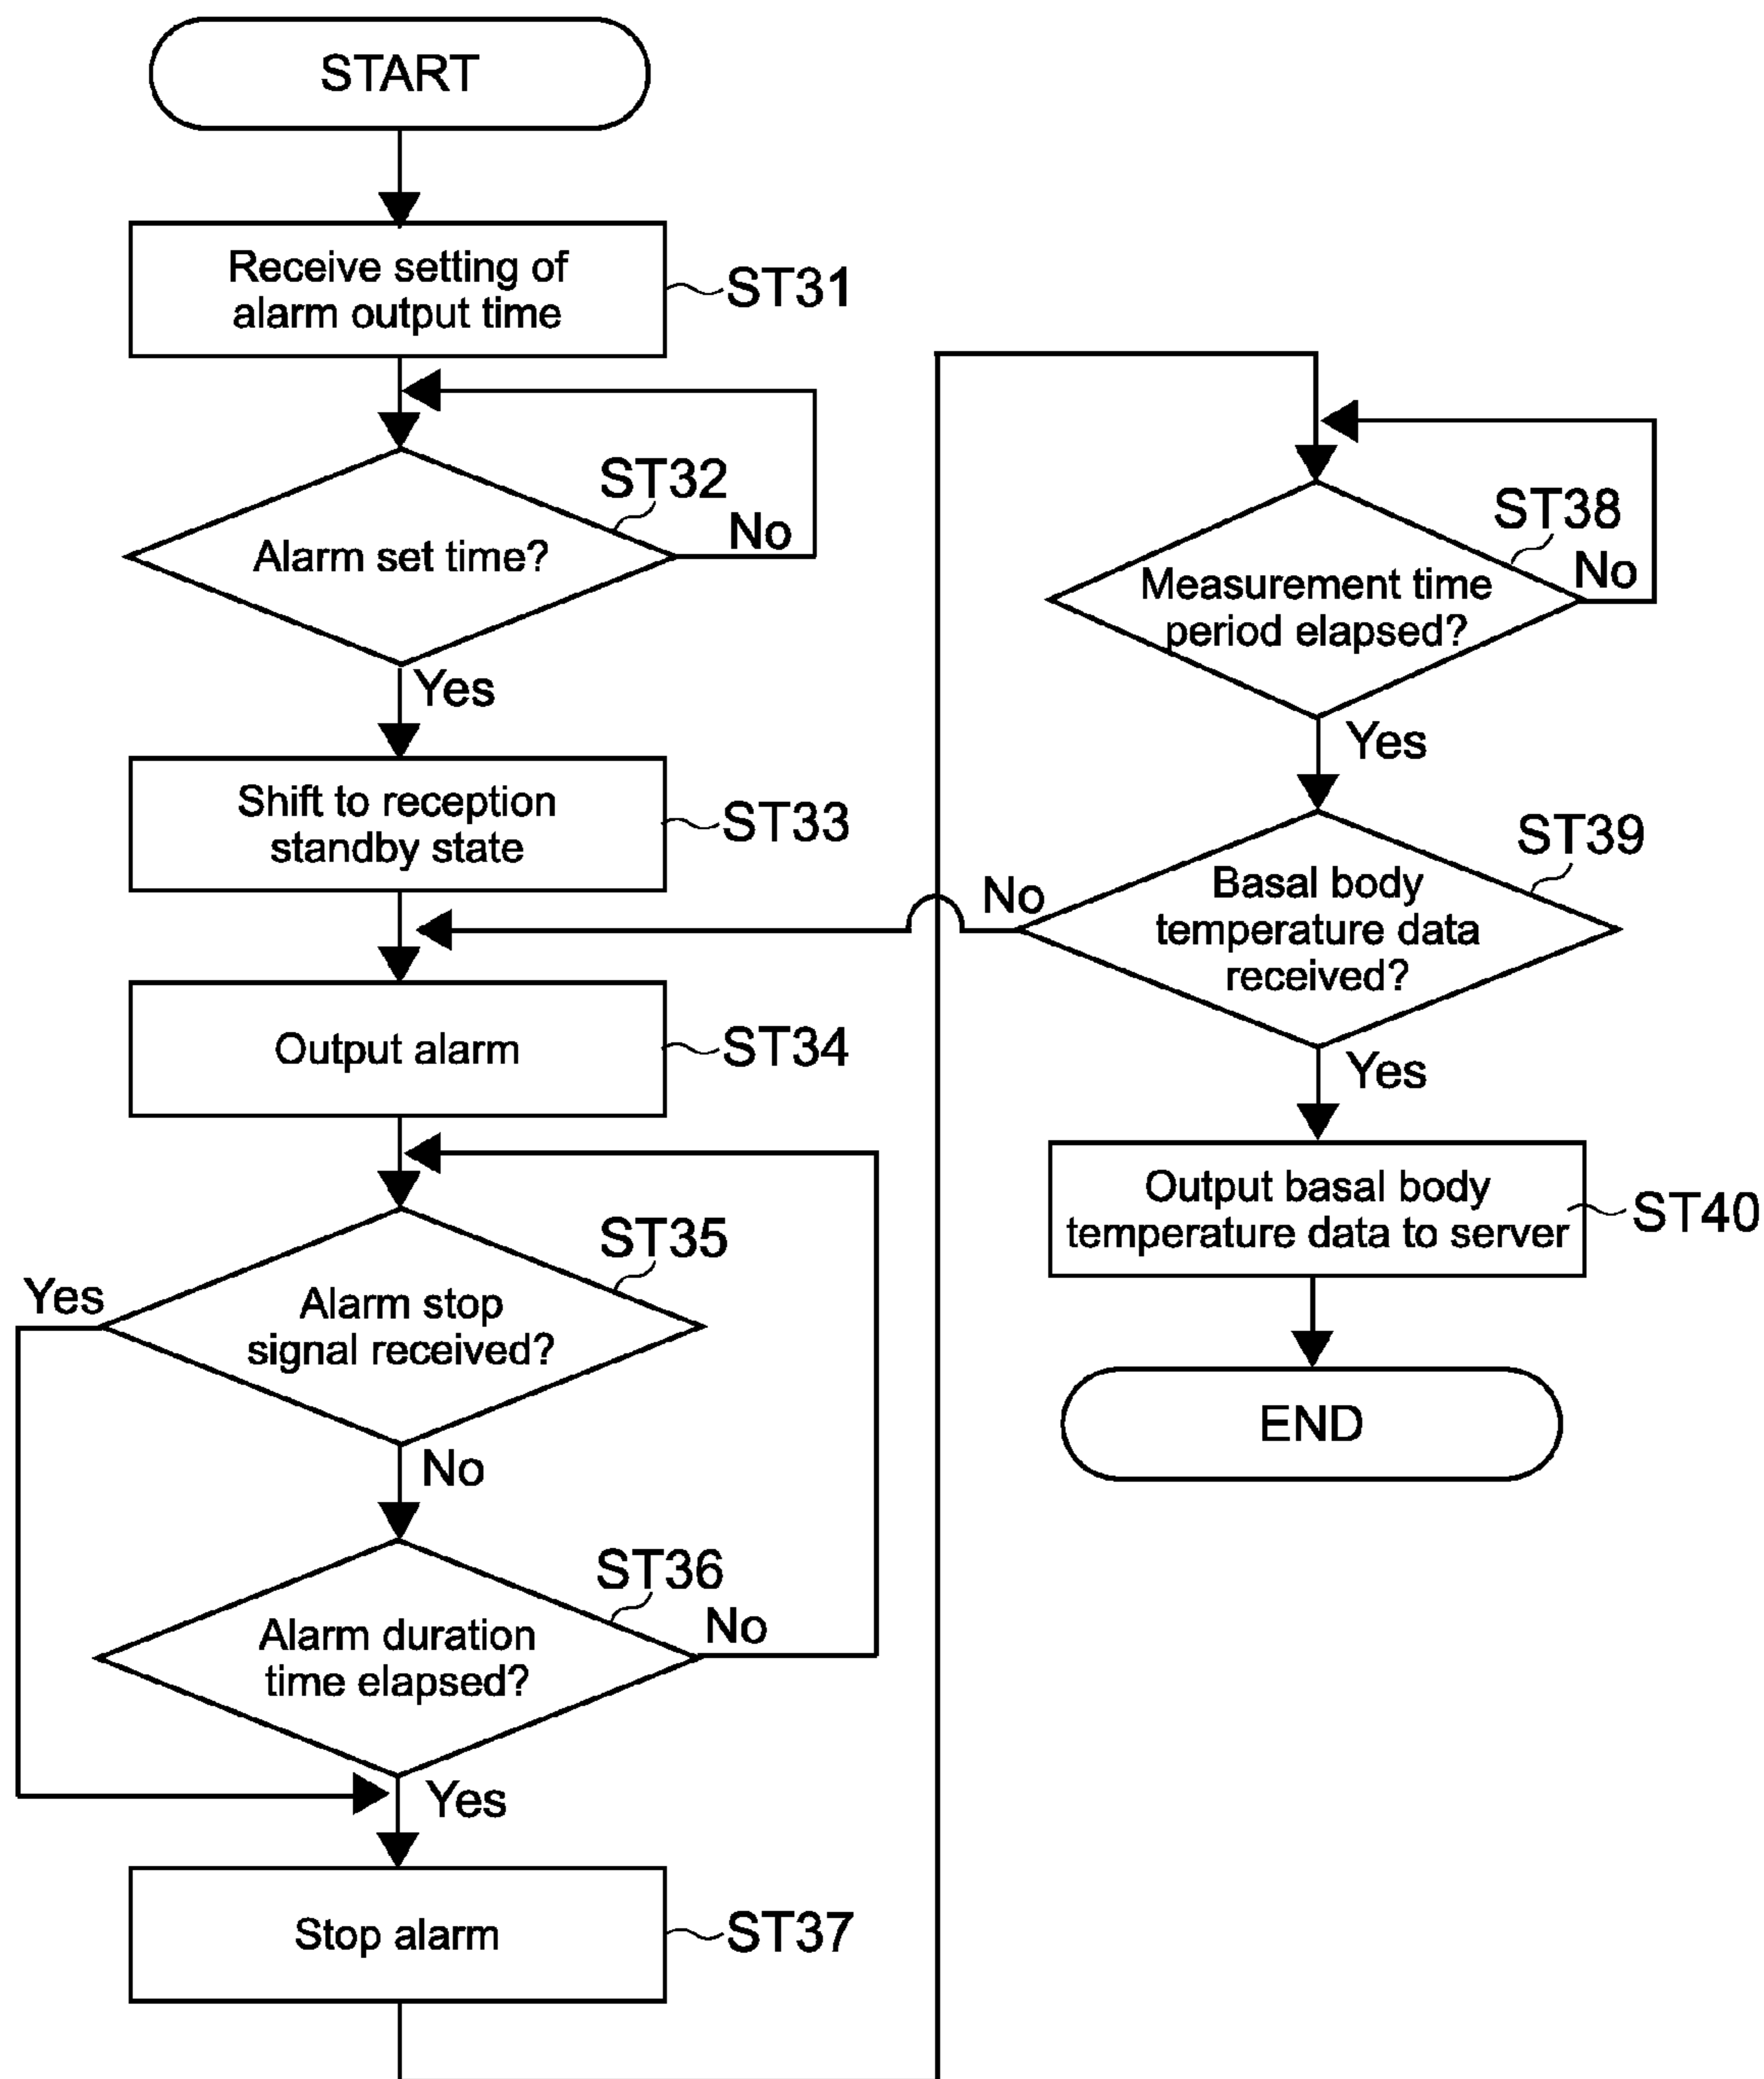 START
Receive setting of
alarm output time
ST31
ST32
Alarm set time?
No
Yes
Shift to reception
standby state
ST33
Output alarm
ST34
ST35
Yes
Alarm stop
signal received?
No
ST36
Alarm duration
time elapsed?
No
Yes
Stop alarm
ST37
ST38
Measurement time
period elapsed?
No
Yes
ST39
No
Basal body
temperature data
received?
Yes
Output basal body
temperature data to server
ST40
END